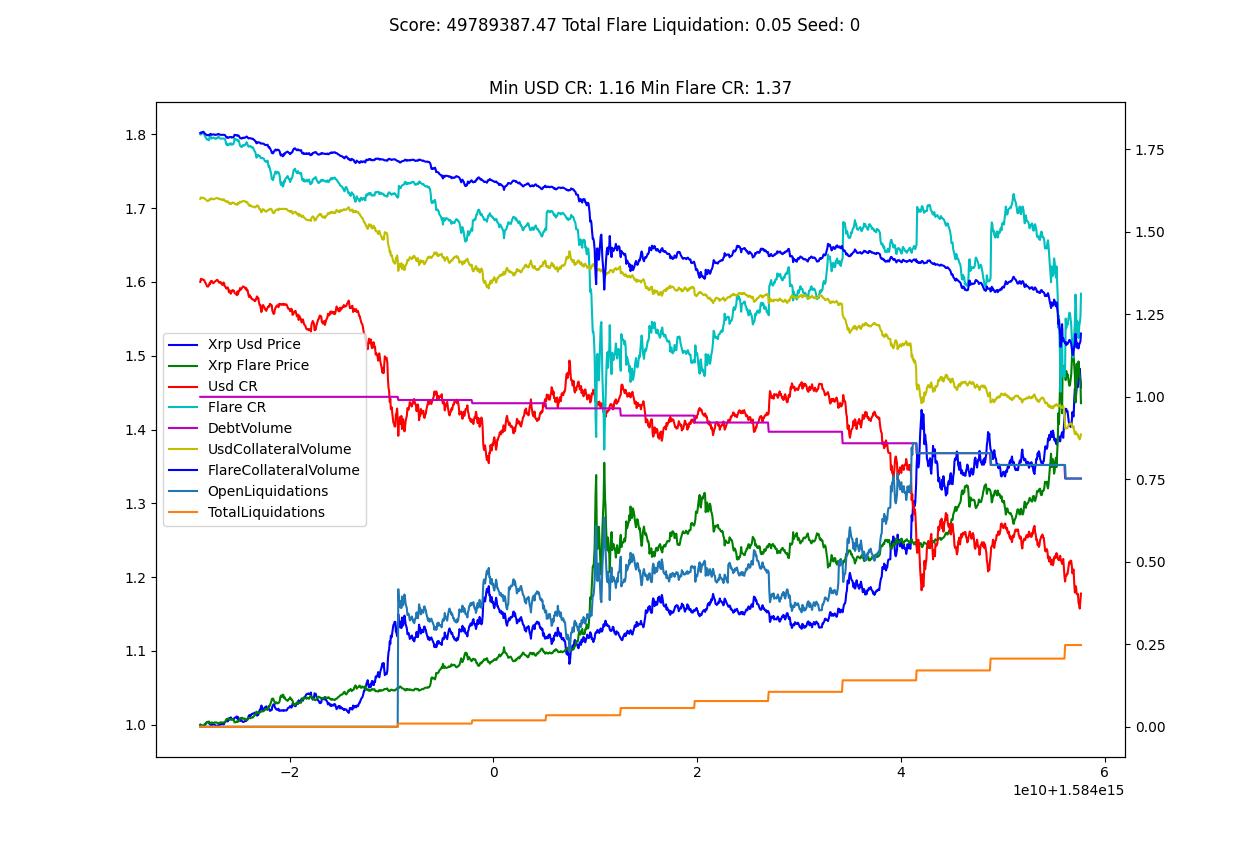 Score: 49789387.47 Total Flare Liquidation: 0.05 Seed: 0
Min USD CR: 1.16 Min Flare CR: 1.37
1.8
1.7
1.6
1.5
1.4
1.3
1.2
1.1
1.0
Xrp Usd Price
Xrp Flare Price
Usd CR
Flare CR
DebtVolume
UsdCollateralVolume
FlareCollateralVolume
OpenLiquidations
TotalLiquidations
1.75
1.50
1.25
1.00
0.75
0.50
0.25
0.00
−2 0 2 4 6
1e10+1.584e15